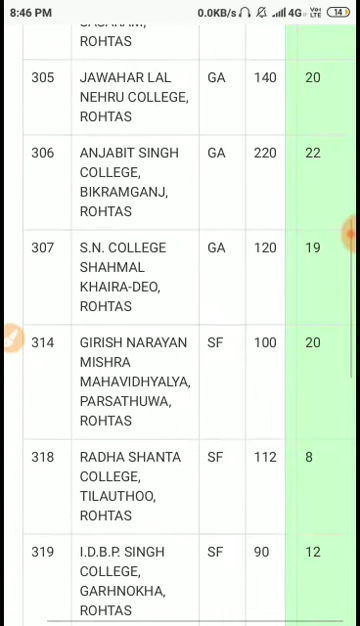 8:46 PM 0.0KB/s 4G Vo LTE 14
SASARAM,
ROHTAS
305 JAWAHAR LAL GA 140 20
NEHRU COLLEGE,
ROHTAS
306 ANJABIT SINGH GA 220 22
COLLEGE,
BIKRAMGANJ,
ROHTAS
307 S.N. COLLEGE GA 120 19
SHAHMAL
KHAIRA-DEO,
ROHTAS
314 GIRISH NARAYAN SF 100 20
MISHRA
MAHAVIDHYALYA,
PARSATHUWA,
ROHTAS
318 RADHA SHANTA SF 112 8
COLLEGE,
TILAUTHOO,
ROHTAS
319 I.D.B.P. SINGH SF 90 12
COLLEGE,
GARHNOKHA,
ROHTAS